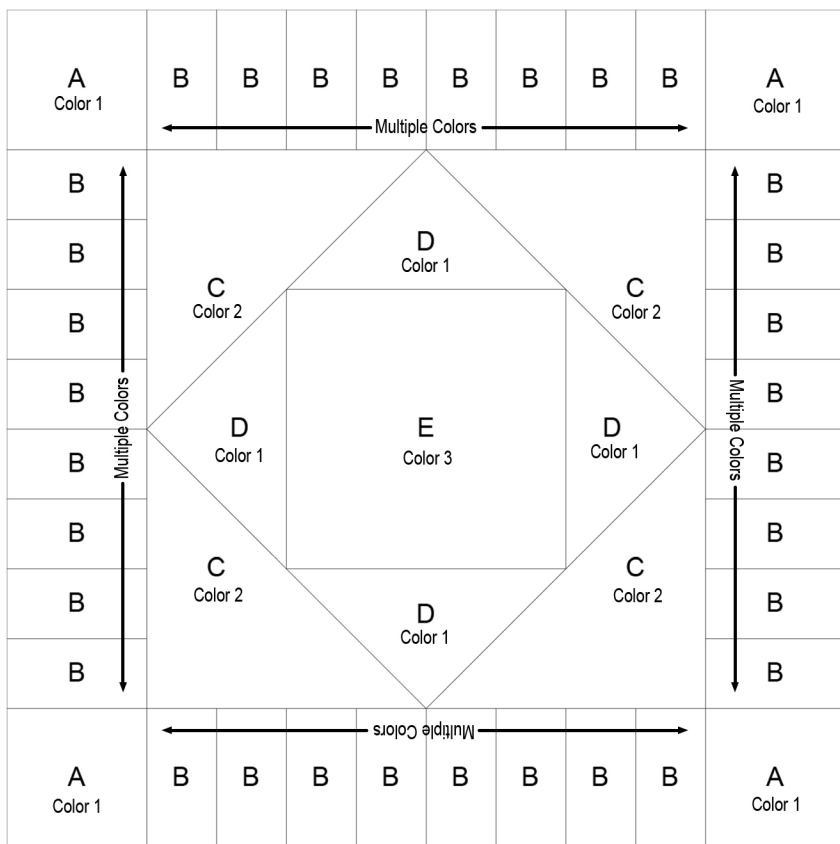 A B B B B B B B B A
Color 1 Color 1
Multiple Colors
B B
B D B
Color 1
C C
Color 2 Color 2
B B
B B
D E D
Color 1 Color 3 Color 1
Multiple Colors Multiple Colors
B B
B B
C C
Color 2 Color 2
B D B
Color 1
B B
Multiple Colors
A B B B B B B B B A
Color 1 Color 1